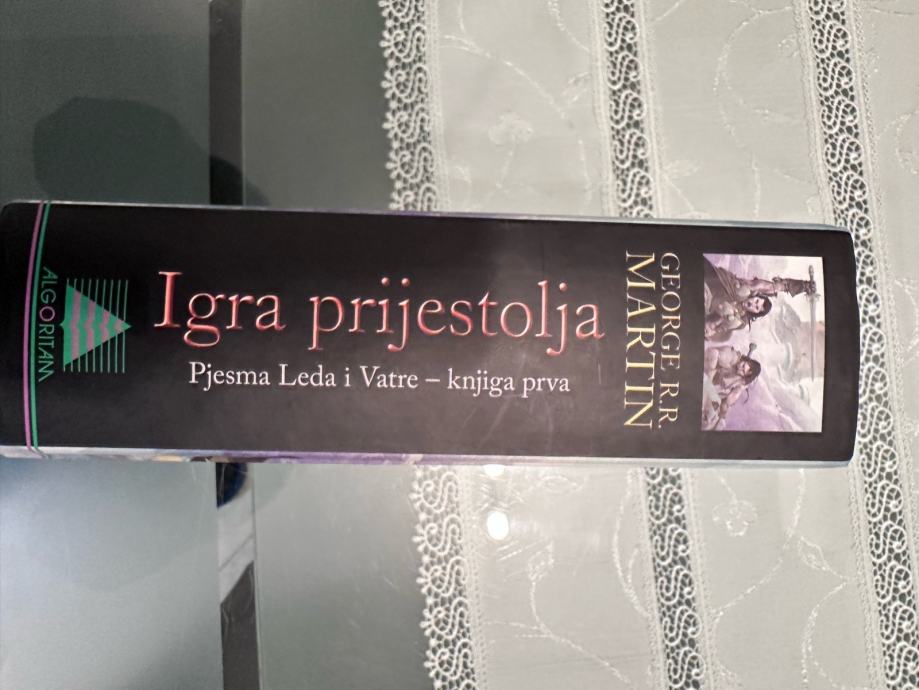 GEORGE R.R.
MARTIN
Igra prijestolja
Pjesma Leda i Vatre – knjiga prva
ALGORITAM